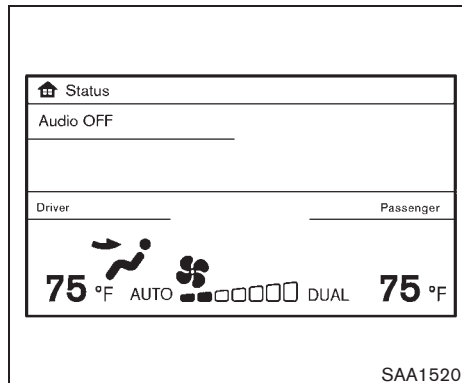 Status
Audio OFF
Driver Passenger
75 °F AUTO DUAL 75 °F
SAA1520